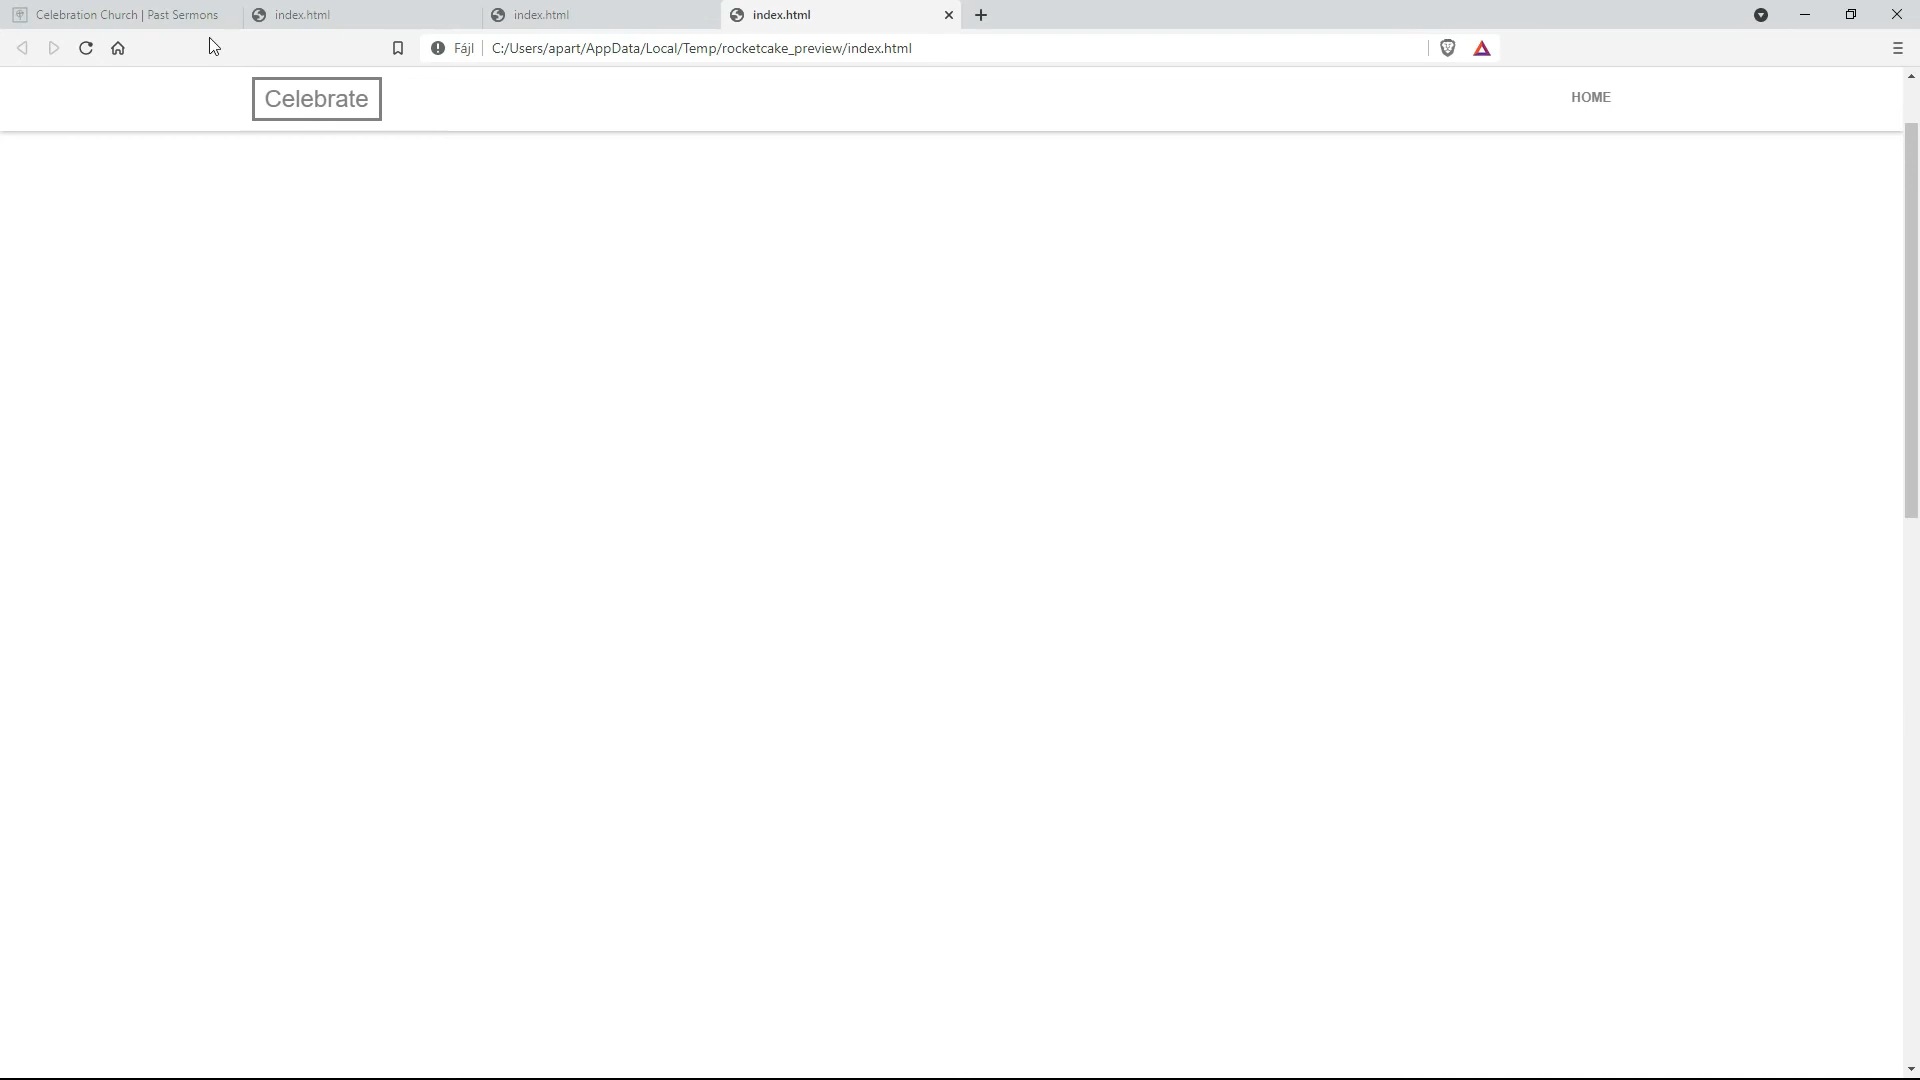 Celebration Church | Past Sermons
index.html
index.html
index.html
Fájl
C:/Users/apart/AppData/Local/Temp/rocketcake_preview/index.html
Celebrate
HOME